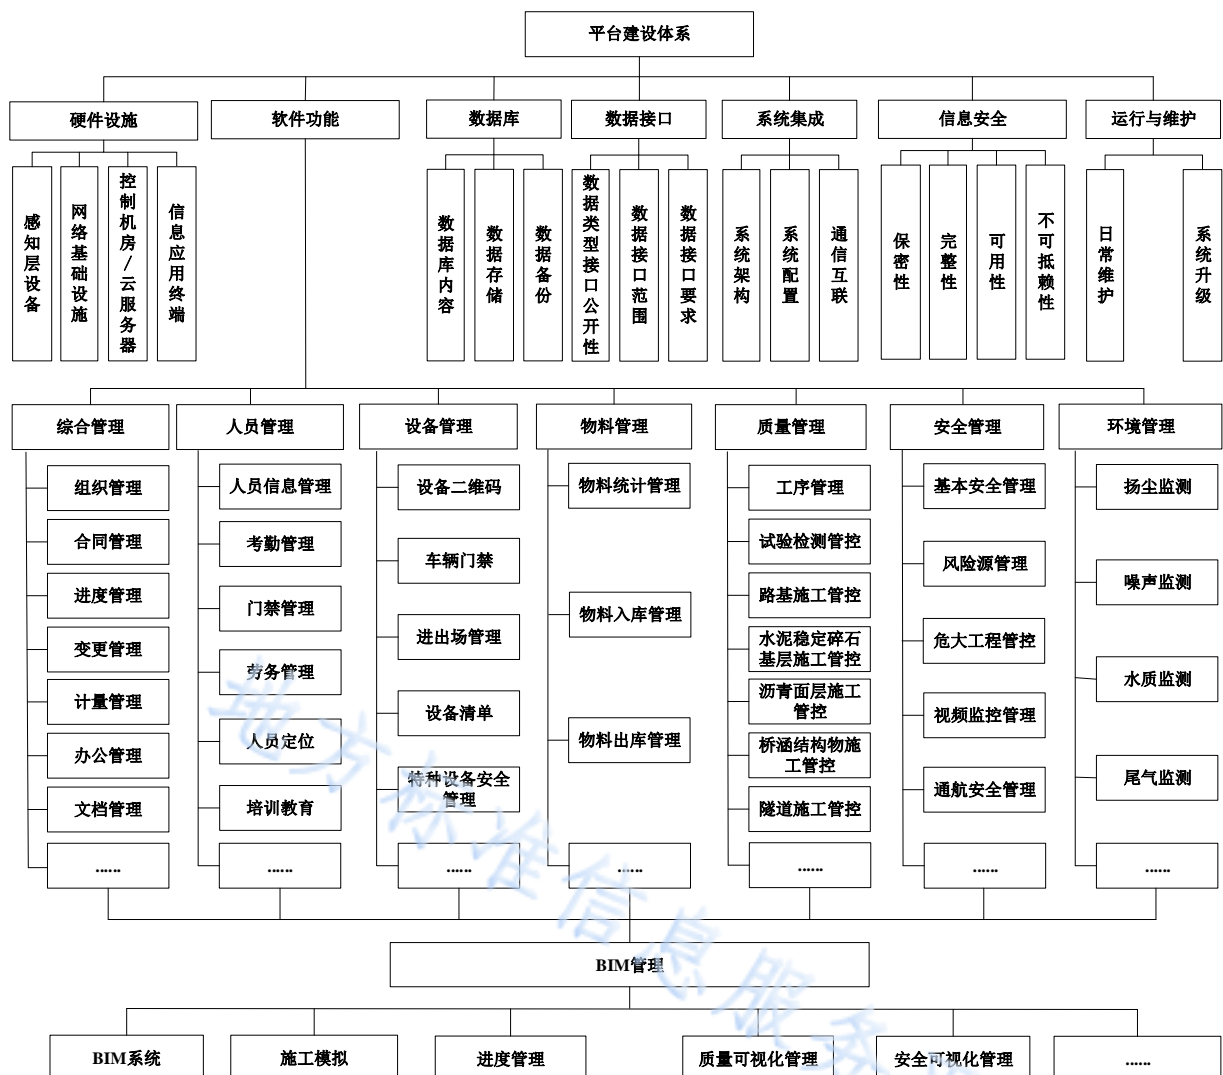 平台建设体系
硬件设施
软件功能
数据库
数据接口
系统集成
信息安全
运行与维护
感知层设备
网络基础设施
控制机房/云服务器
信息应用终端
数据库内容
数据存储
数据备份
数据类型接口公开性
数据接口范围
数据接口要求
系统架构
系统配置
通信互联
保密性
完整性
可用性
不可抵赖性
日常维护
系统升级
综合管理
人员管理
设备管理
物料管理
质量管理
安全管理
环境管理
组织管理
合同管理
进度管理
变更管理
计量管理
办公管理
文档管理
......
人员信息管理
考勤管理
门禁管理
劳务管理
人员定位
培训教育
......
设备二维码
车辆门禁
进出场管理
设备清单
特种设备安全
管理
......
物料统计管理
物料入库管理
物料出库管理
......
工序管理
试验检测管控
路基施工管控
水泥稳定碎石
基层施工管控
沥青面层施工
管控
桥涵结构物施
工管控
隧道施工管控
......
基本安全管理
风险源管理
危大工程管控
视频监控管理
通航安全管理
......
扬尘监测
噪声监测
水质监测
尾气监测
......
BIM管理
BIM系统
施工模拟
进度管理
质量可视化管理
安全可视化管理
......
地方标准信息服务